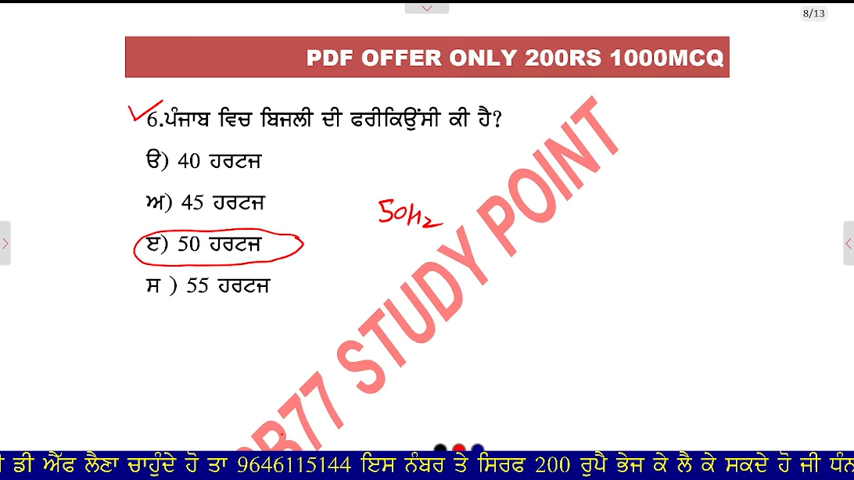 8/13
PDF OFFER ONLY 200RS 1000MCQ
6.ਪੰਜਾਬ ਵਿਚ ਬਿਜਲੀ ਦੀ ਫਰੀਕਿਉਂਸੀ ਕੀ ਹੈ?
ੳ) 40 ਹਰਟਜ
ਅ) 45 ਹਰਟਜ
50Hz
ੲ) 50 ਹਰਟਜ
ਸ ) 55 ਹਰਟਜ
77 STUDY POINT
ਡੀ ਐੱਫ ਲੈਣਾ ਚਾਹੁੰਦੇ ਹੋ ਤਾ 9646115144 ਇਸ ਨੰਬਰ ਤੇ ਸਿਰਫ 200 ਰੁਪੈ ਭੇਜ ਕੇ ਲੈ ਕੇ ਸਕਦੇ ਹੋ ਜੀ